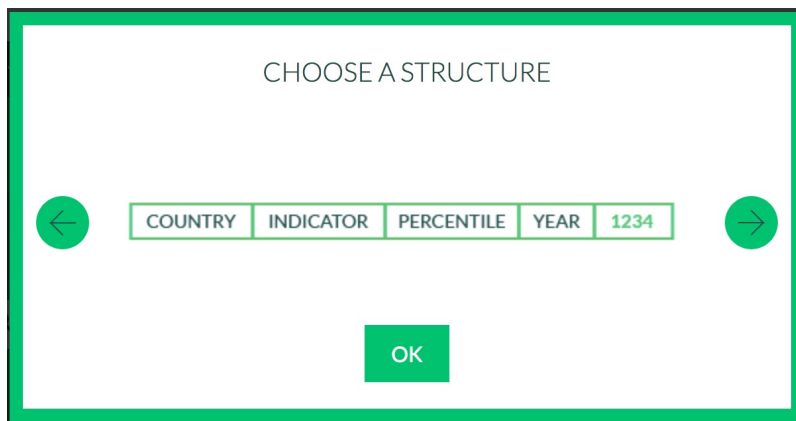 CHOOSE A STRUCTURE
COUNTRY INDICATOR PERCENTILE YEAR 1234
OK